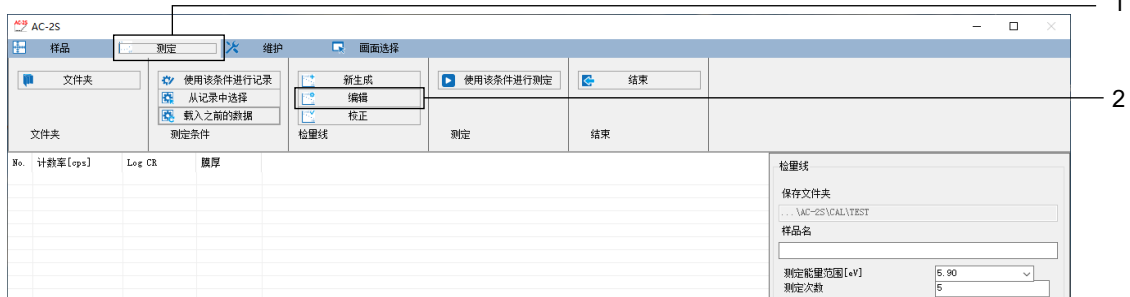 1
AC-2S
样品 测定 维护 画面选择
文件夹 使用该条件进行记录 新生成 使用该条件进行测定 结束
从记录中选择 编辑 2
载入之前的数据 校正
文件夹 测定条件 检量线 测定 结束
No. 计数率[cps] Log CR 膜厚 检量线
保存文件夹
...\AC-2S\CAL\TEST
样品名
测定能量范围[eV] 5.90
测定次数 5